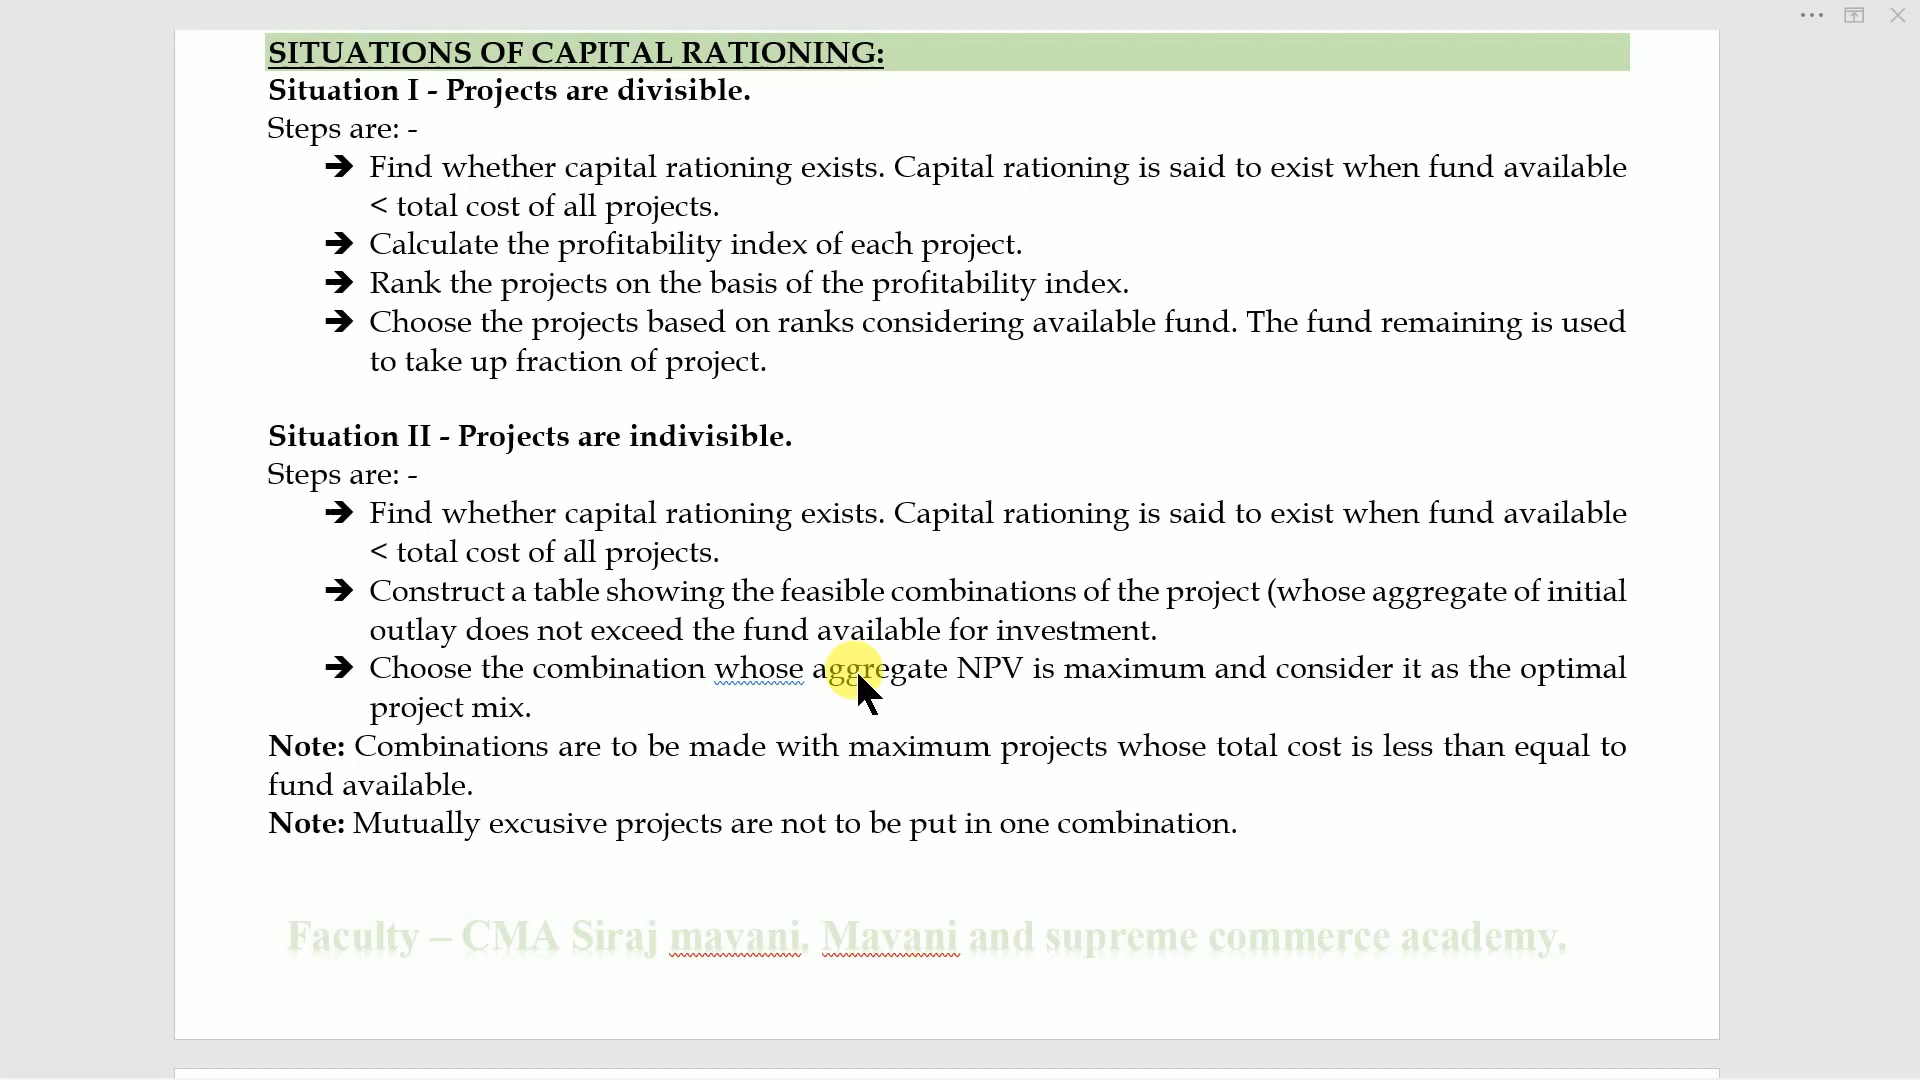 SITUATIONS OF CAPITAL RATIONING:
Situation I - Projects are divisible.
Steps are: -
➔ Find whether capital rationing exists. Capital rationing is said to exist when fund available
< total cost of all projects.
➔ Calculate the profitability index of each project.
➔ Rank the projects on the basis of the profitability index.
➔ Choose the projects based on ranks considering available fund. The fund remaining is used
to take up fraction of project.
Situation II - Projects are indivisible.
Steps are: -
➔ Find whether capital rationing exists. Capital rationing is said to exist when fund available
< total cost of all projects.
➔ Construct a table showing the feasible combinations of the project (whose aggregate of initial
outlay does not exceed the fund available for investment.
➔ Choose the combination whose aggregate NPV is maximum and consider it as the optimal
project mix.
Note: Combinations are to be made with maximum projects whose total cost is less than equal to
fund available.
Note: Mutually excusive projects are not to be put in one combination.
Faculty – CMA Siraj mavani. Mavani and supreme commerce academy.